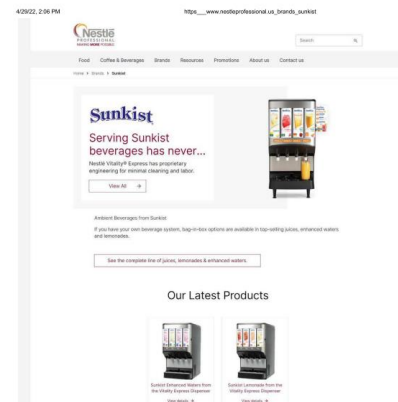 4/29/22, 2:06 PM https___www.nestleprofessional.us_brands_sunkist
Nestlé
PROFESSIONAL
MAKING MORE POSSIBLE
Search
Food Coffee & Beverages Brands Resources Promotions About us Contact us
Home > Brands > Sunkist
Sunkist
Serving Sunkist
beverages has never...
Nestlé Vitality® Express has proprietary
engineering for minimal cleaning and labor.
View All →
Ambient Beverages from Sunkist
If you have your own beverage system, bag-in-box options are available in top-selling juices, enhanced waters
and lemonades.
See the complete line of juices, lemonades & enhanced waters.
Our Latest Products
Sunkist Enhanced Waters from
the Vitality Express Dispenser
View details →
Sunkist Lemonade from the
Vitality Express Dispenser
View details →